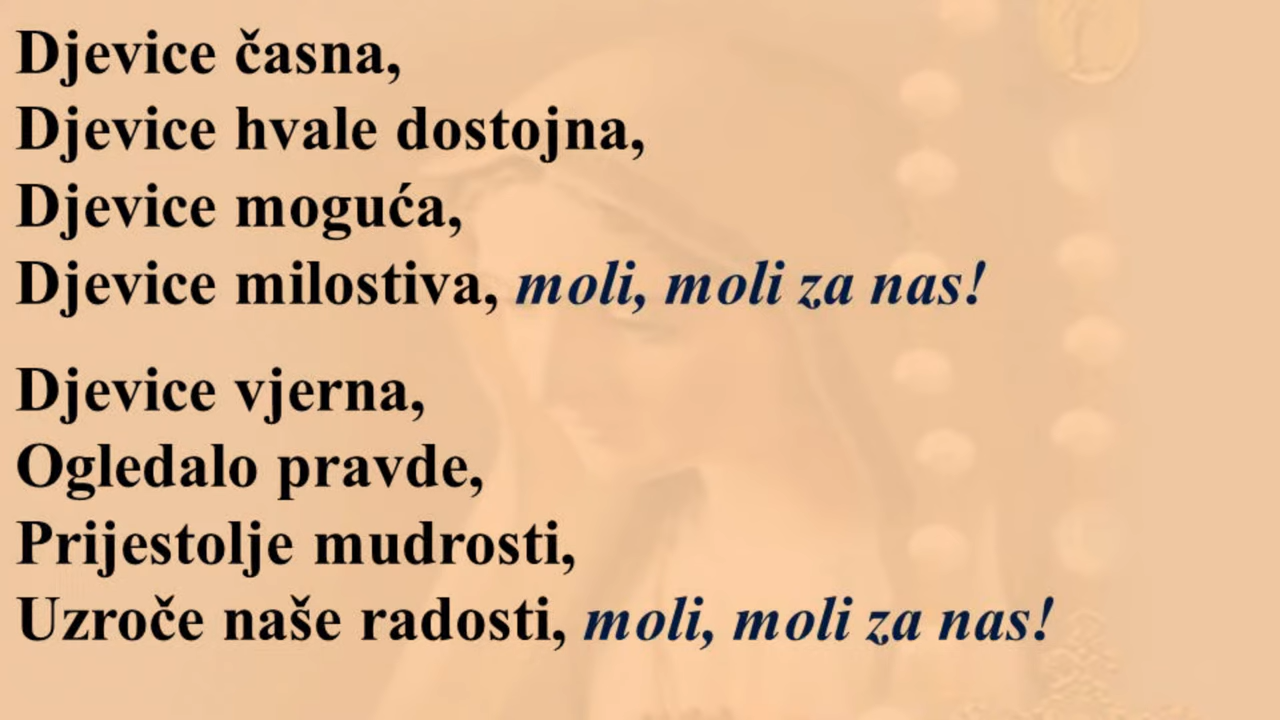 Djevice časna,
Djevice hvale dostojna,
Djevice moguća,
Djevice milostiva, moli, moli za nas!
Djevice vjerna,
Ogledalo pravde,
Prijestolje mudrosti,
Uzroče naše radosti, moli, moli za nas!